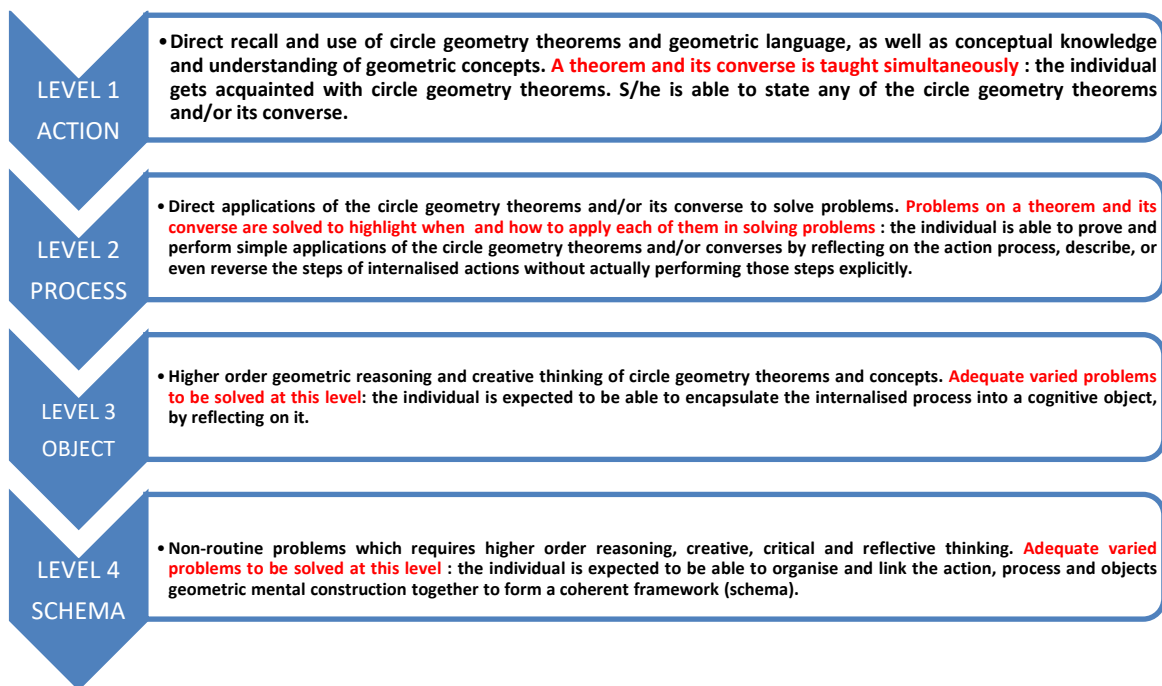 LEVEL 1
ACTION
•Direct recall and use of circle geometry theorems and geometric language, as well as conceptual knowledge
and understanding of geometric concepts. A theorem and its converse is taught simultaneously : the individual
gets acquainted with circle geometry theorems. S/he is able to state any of the circle geometry theorems
and/or its converse.
LEVEL 2
PROCESS
•Direct applications of the circle geometry theorems and/or its converse to solve problems. Problems on a theorem and its
converse are solved to highlight when and how to apply each of them in solving problems : the individual is able to prove and
perform simple applications of the circle geometry theorems and/or converses by reflecting on the action process, describe, or
even reverse the steps of internalised actions without actually performing those steps explicitly.
LEVEL 3
OBJECT
•Higher order geometric reasoning and creative thinking of circle geometry theorems and concepts. Adequate varied problems
to be solved at this level: the individual is expected to be able to encapsulate the internalised process into a cognitive object,
by reflecting on it.
LEVEL 4
SCHEMA
•Non-routine problems which requires higher order reasoning, creative, critical and reflective thinking. Adequate varied
problems to be solved at this level : the individual is expected to be able to organise and link the action, process and objects
geometric mental construction together to form a coherent framework (schema).